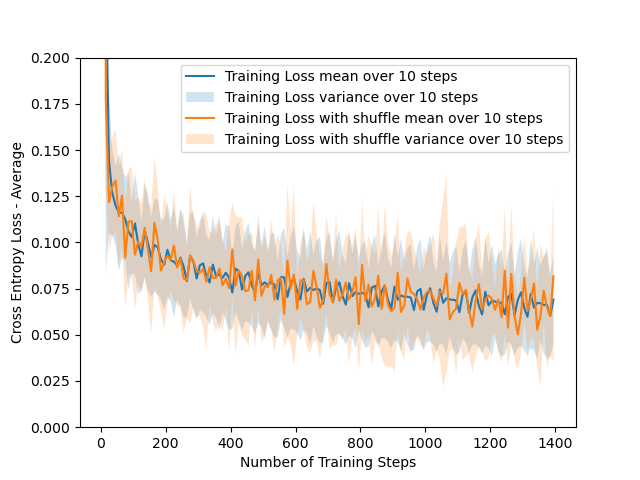 Training Loss mean over 10 steps
Training Loss variance over 10 steps
Training Loss with shuffle mean over 10 steps
Training Loss with shuffle variance over 10 steps
Cross Entropy Loss - Average
0.200
0.175
0.150
0.125
0.100
0.075
0.050
0.025
0.000
0 200 400 600 800 1000 1200 1400
Number of Training Steps